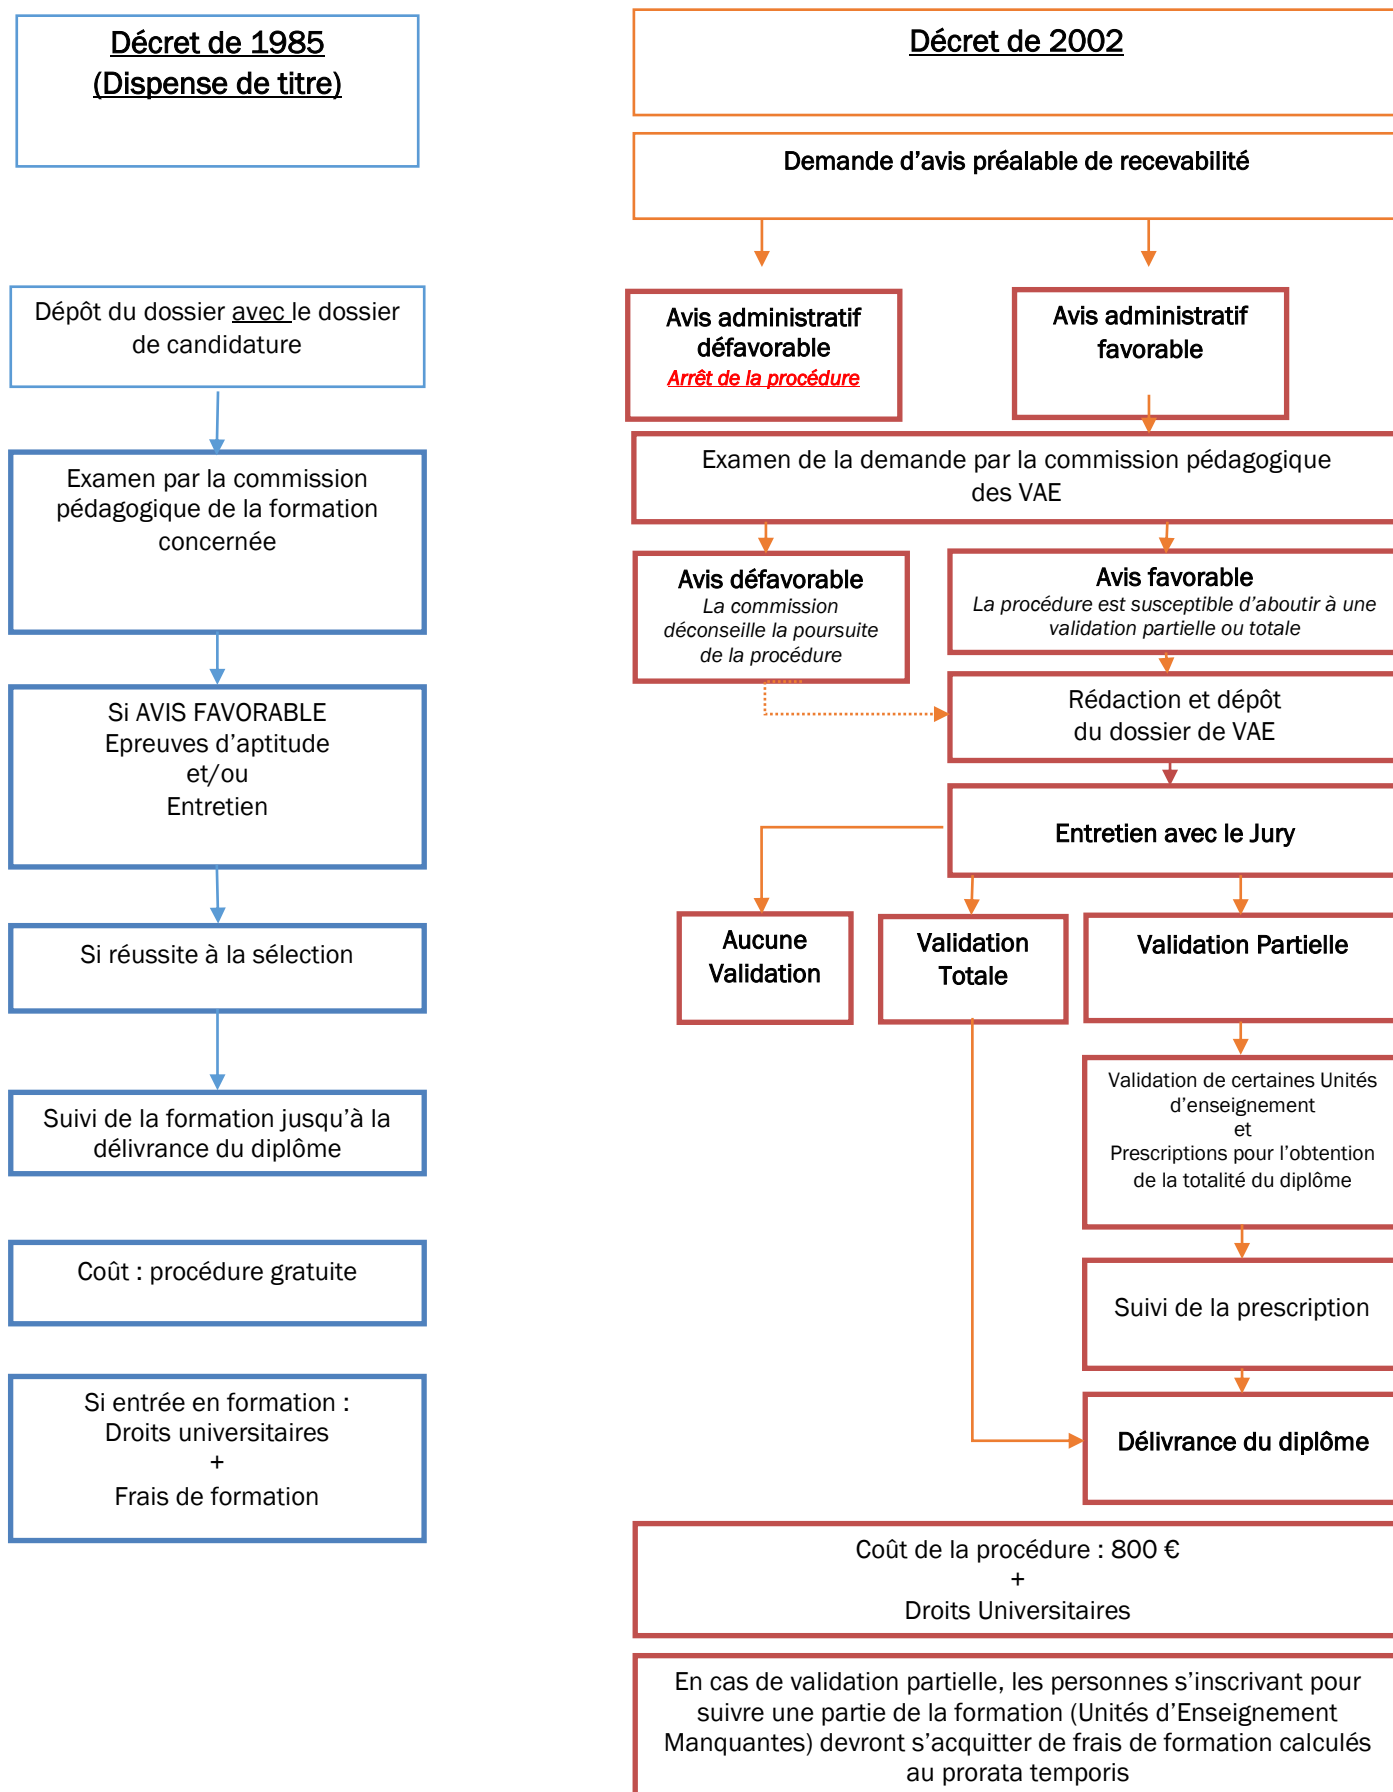 Décret de 1985
(Dispense de titre)
Dépôt du dossier avec le dossier
de candidature
Examen par la commission
pédagogique de la formation
concernée
Si AVIS FAVORABLE
Epreuves d’aptitude
et/ou
Entretien
Si réussite à la sélection
Suivi de la formation jusqu’à la
délivrance du diplôme
Coût : procédure gratuite
Si entrée en formation :
Droits universitaires
+
Frais de formation
Décret de 2002
Demande d’avis préalable de recevabilité
Avis administratif
défavorable
Arrêt de la procédure
Avis administratif
favorable
Examen de la demande par la commission pédagogique
des VAE
Avis défavorable
La commission
déconseille la poursuite
de la procédure
Avis favorable
La procédure est susceptible d’aboutir à une
validation partielle ou totale
Rédaction et dépôt
du dossier de VAE
Entretien avec le Jury
Aucune
Validation
Validation
Totale
Validation Partielle
Validation de certaines Unités
d’enseignement
et
Prescriptions pour l’obtention
de la totalité du diplôme
Suivi de la prescription
Délivrance du diplôme
Coût de la procédure : 800 €
+
Droits Universitaires
En cas de validation partielle, les personnes s’inscrivant pour
suivre une partie de la formation (Unités d’Enseignement
Manquantes) devront s’acquitter de frais de formation calculés
au prorata temporis